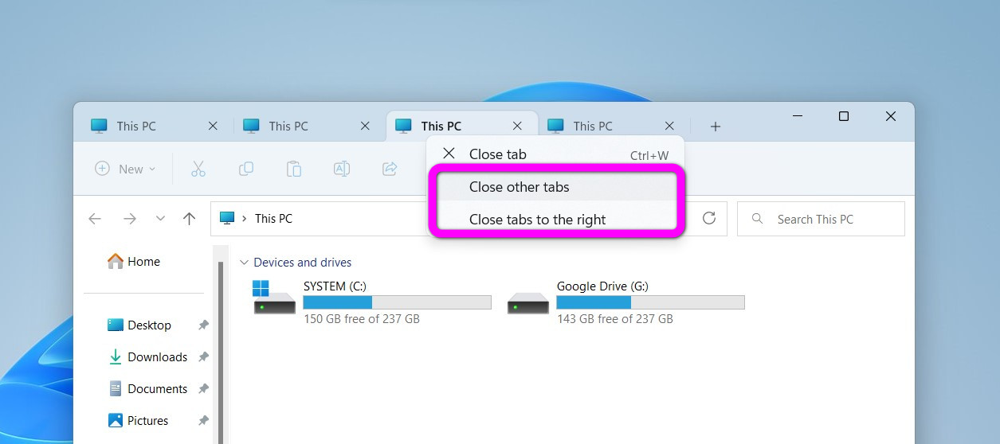 This PC This PC This PC This PC
Close tab Ctrl+W
New
Close other tabs
Close tabs to the right
This PC Search This PC
Home
Devices and drives
SYSTEM (C:) Google Drive (G:)
150 GB free of 237 GB 143 GB free of 237 GB
Desktop
Downloads
Documents
Pictures